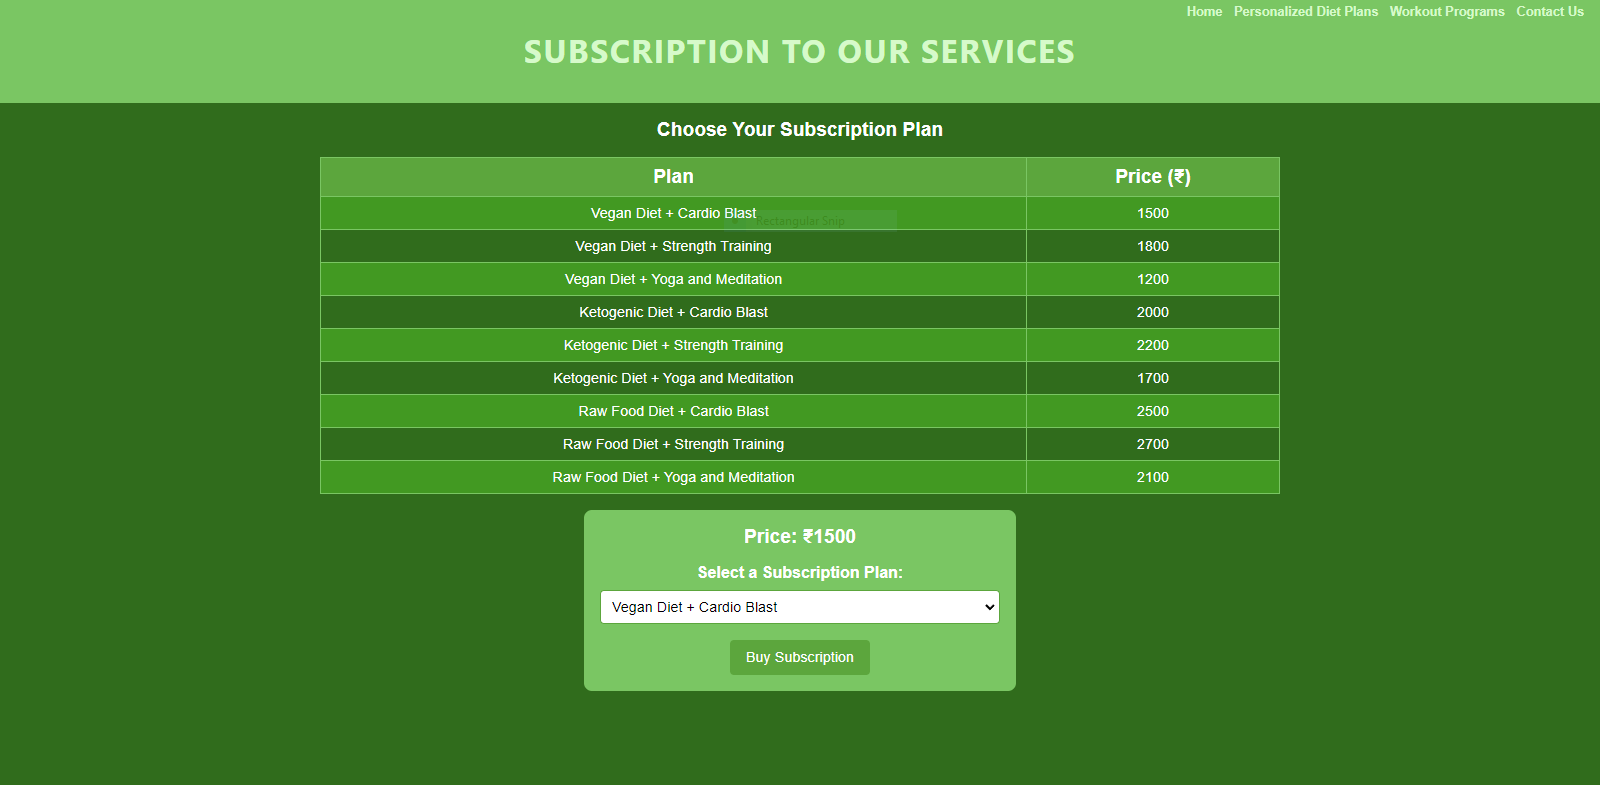 Home Personalized Diet Plans Workout Programs Contact Us
SUBSCRIPTION TO OUR SERVICES
Choose Your Subscription Plan
Plan Price (₹)
Vegan Diet + Cardio Blast 1500
Rectangular Snip
Vegan Diet + Strength Training 1800
Vegan Diet + Yoga and Meditation 1200
Ketogenic Diet + Cardio Blast 2000
Ketogenic Diet + Strength Training 2200
Ketogenic Diet + Yoga and Meditation 1700
Raw Food Diet + Cardio Blast 2500
Raw Food Diet + Strength Training 2700
Raw Food Diet + Yoga and Meditation 2100
Price: ₹1500
Select a Subscription Plan:
Vegan Diet + Cardio Blast
Buy Subscription